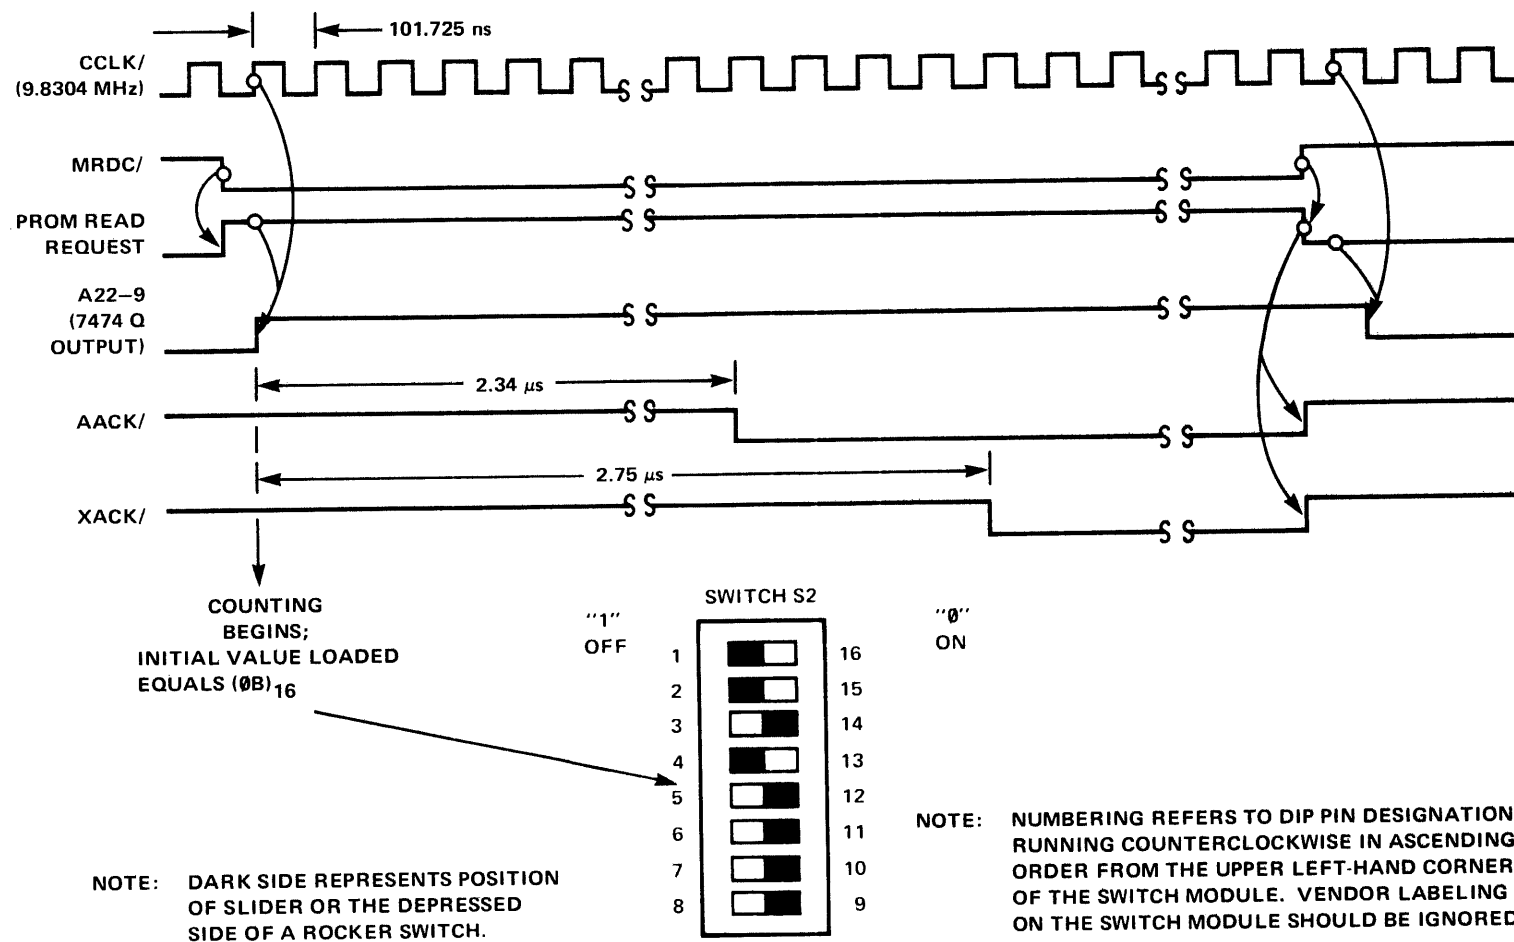 101.725 ns
CCLK/
(9.8304 MHz)
MRDC/
PROM READ
REQUEST
A22–9
(7474 Q
OUTPUT)
2.34 µs
AACK/
2.75 µs
XACK/
COUNTING
BEGINS;
INITIAL VALUE LOADED
EQUALS (ØB)16
SWITCH S2
"1"
OFF
"Ø"
ON
1 16
2 15
3 14
4 13
5 12
6 11
7 10
8 9
NOTE: NUMBERING REFERS TO DIP PIN DESIGNATION
RUNNING COUNTERCLOCKWISE IN ASCENDING
ORDER FROM THE UPPER LEFT-HAND CORNER
OF THE SWITCH MODULE. VENDOR LABELING
ON THE SWITCH MODULE SHOULD BE IGNORED
NOTE: DARK SIDE REPRESENTS POSITION
OF SLIDER OR THE DEPRESSED
SIDE OF A ROCKER SWITCH.